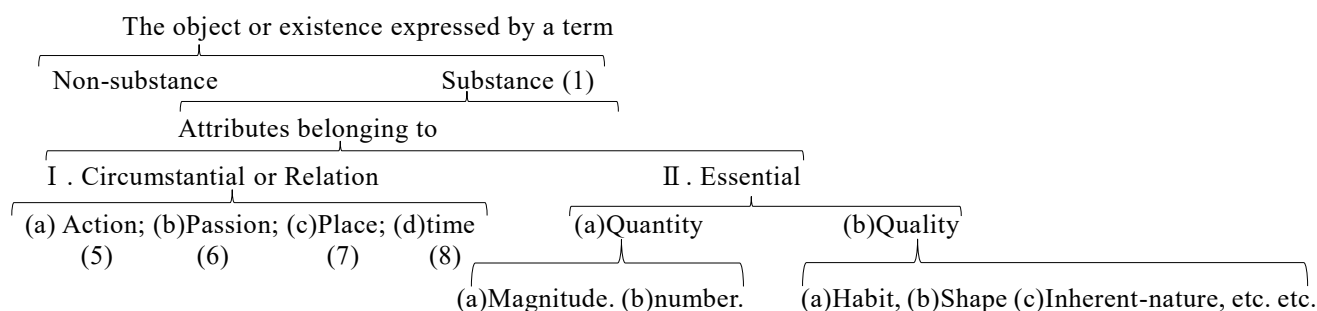 The object or existence expressed by a term
Non-substance Substance (1)
Attributes belonging to
Ⅰ. Circumstantial or Relation Ⅱ. Essential
(a) Action; (b)Passion; (c)Place; (d)time (a)Quantity (b)Quality
(5) (6) (7) (8)
(a)Magnitude. (b)number. (a)Habit, (b)Shape (c)Inherent-nature, etc. etc.